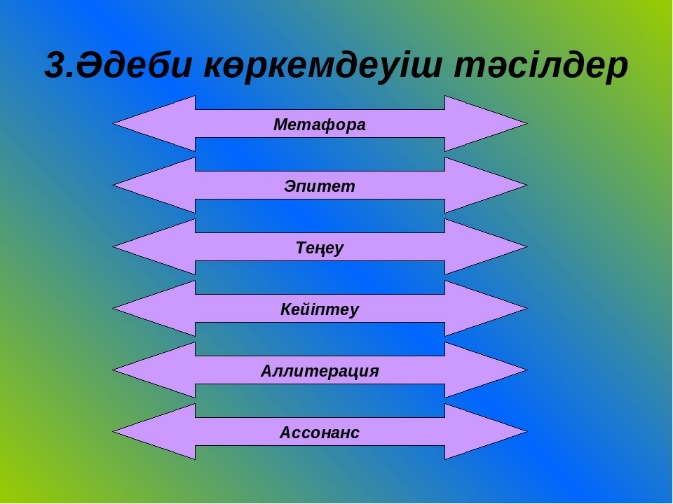 3.Әдеби көркемдеуіш тәсілдер
Метафора
Эпитет
Теңеу
Кейіптеу
Аллитерация
Ассонанс